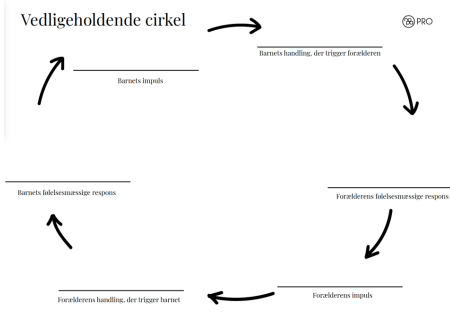 Vedligeholdende cirkel
PRO
Barnets handling, der trigger forælderen
Barnets impuls
Barnets følelsesmæssige respons
Forælderens følelsesmæssige respons
Forælderens handling, der trigger barnet
Forælderens impuls